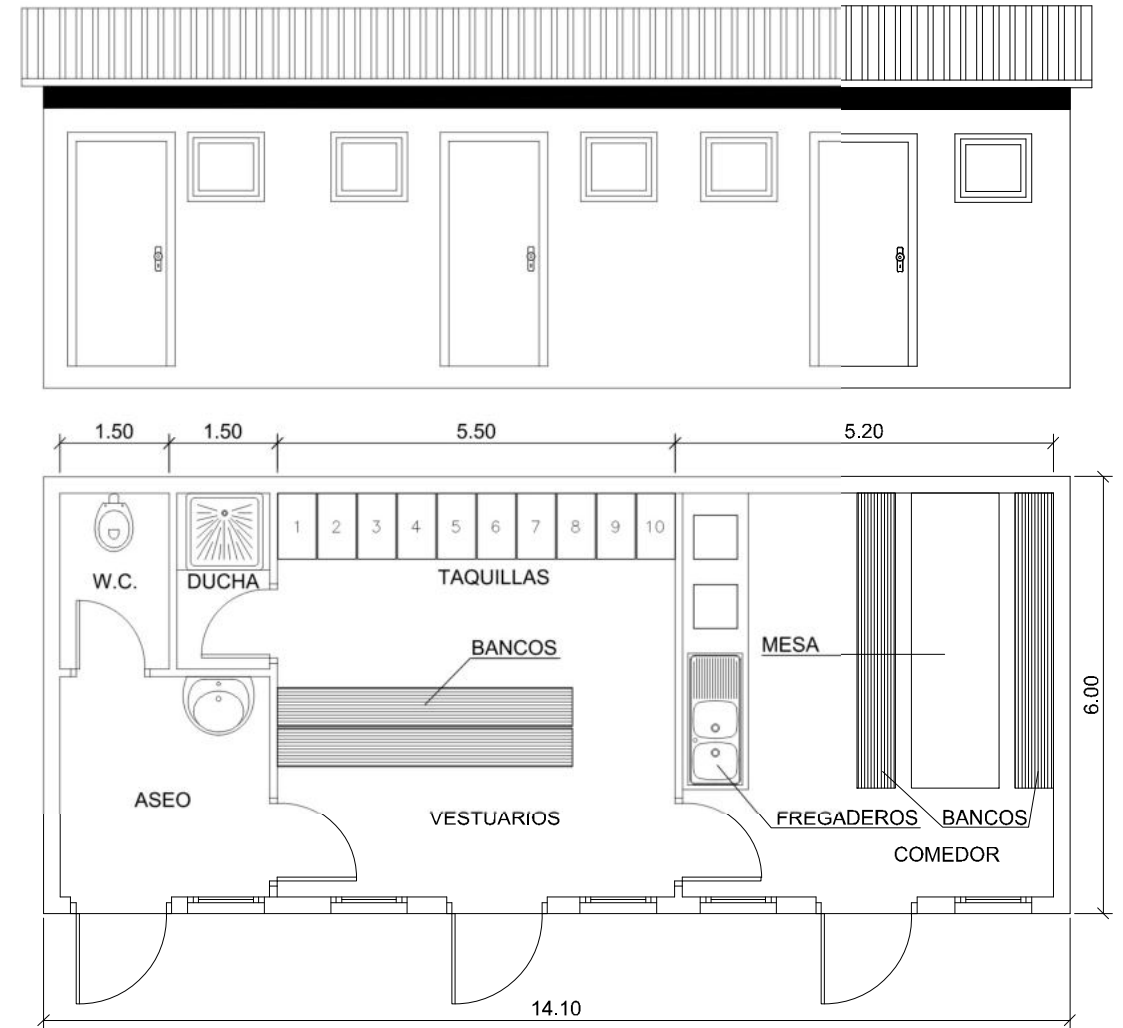 1.50 1.50 5.50 5.20
1 2 3 4 5 6 7 8 9 10
W.C. DUCHA TAQUILLAS
BANCOS MESA
6.00
ASEO
VESTUARIOS FREGADEROS BANCOS
COMEDOR
14.10